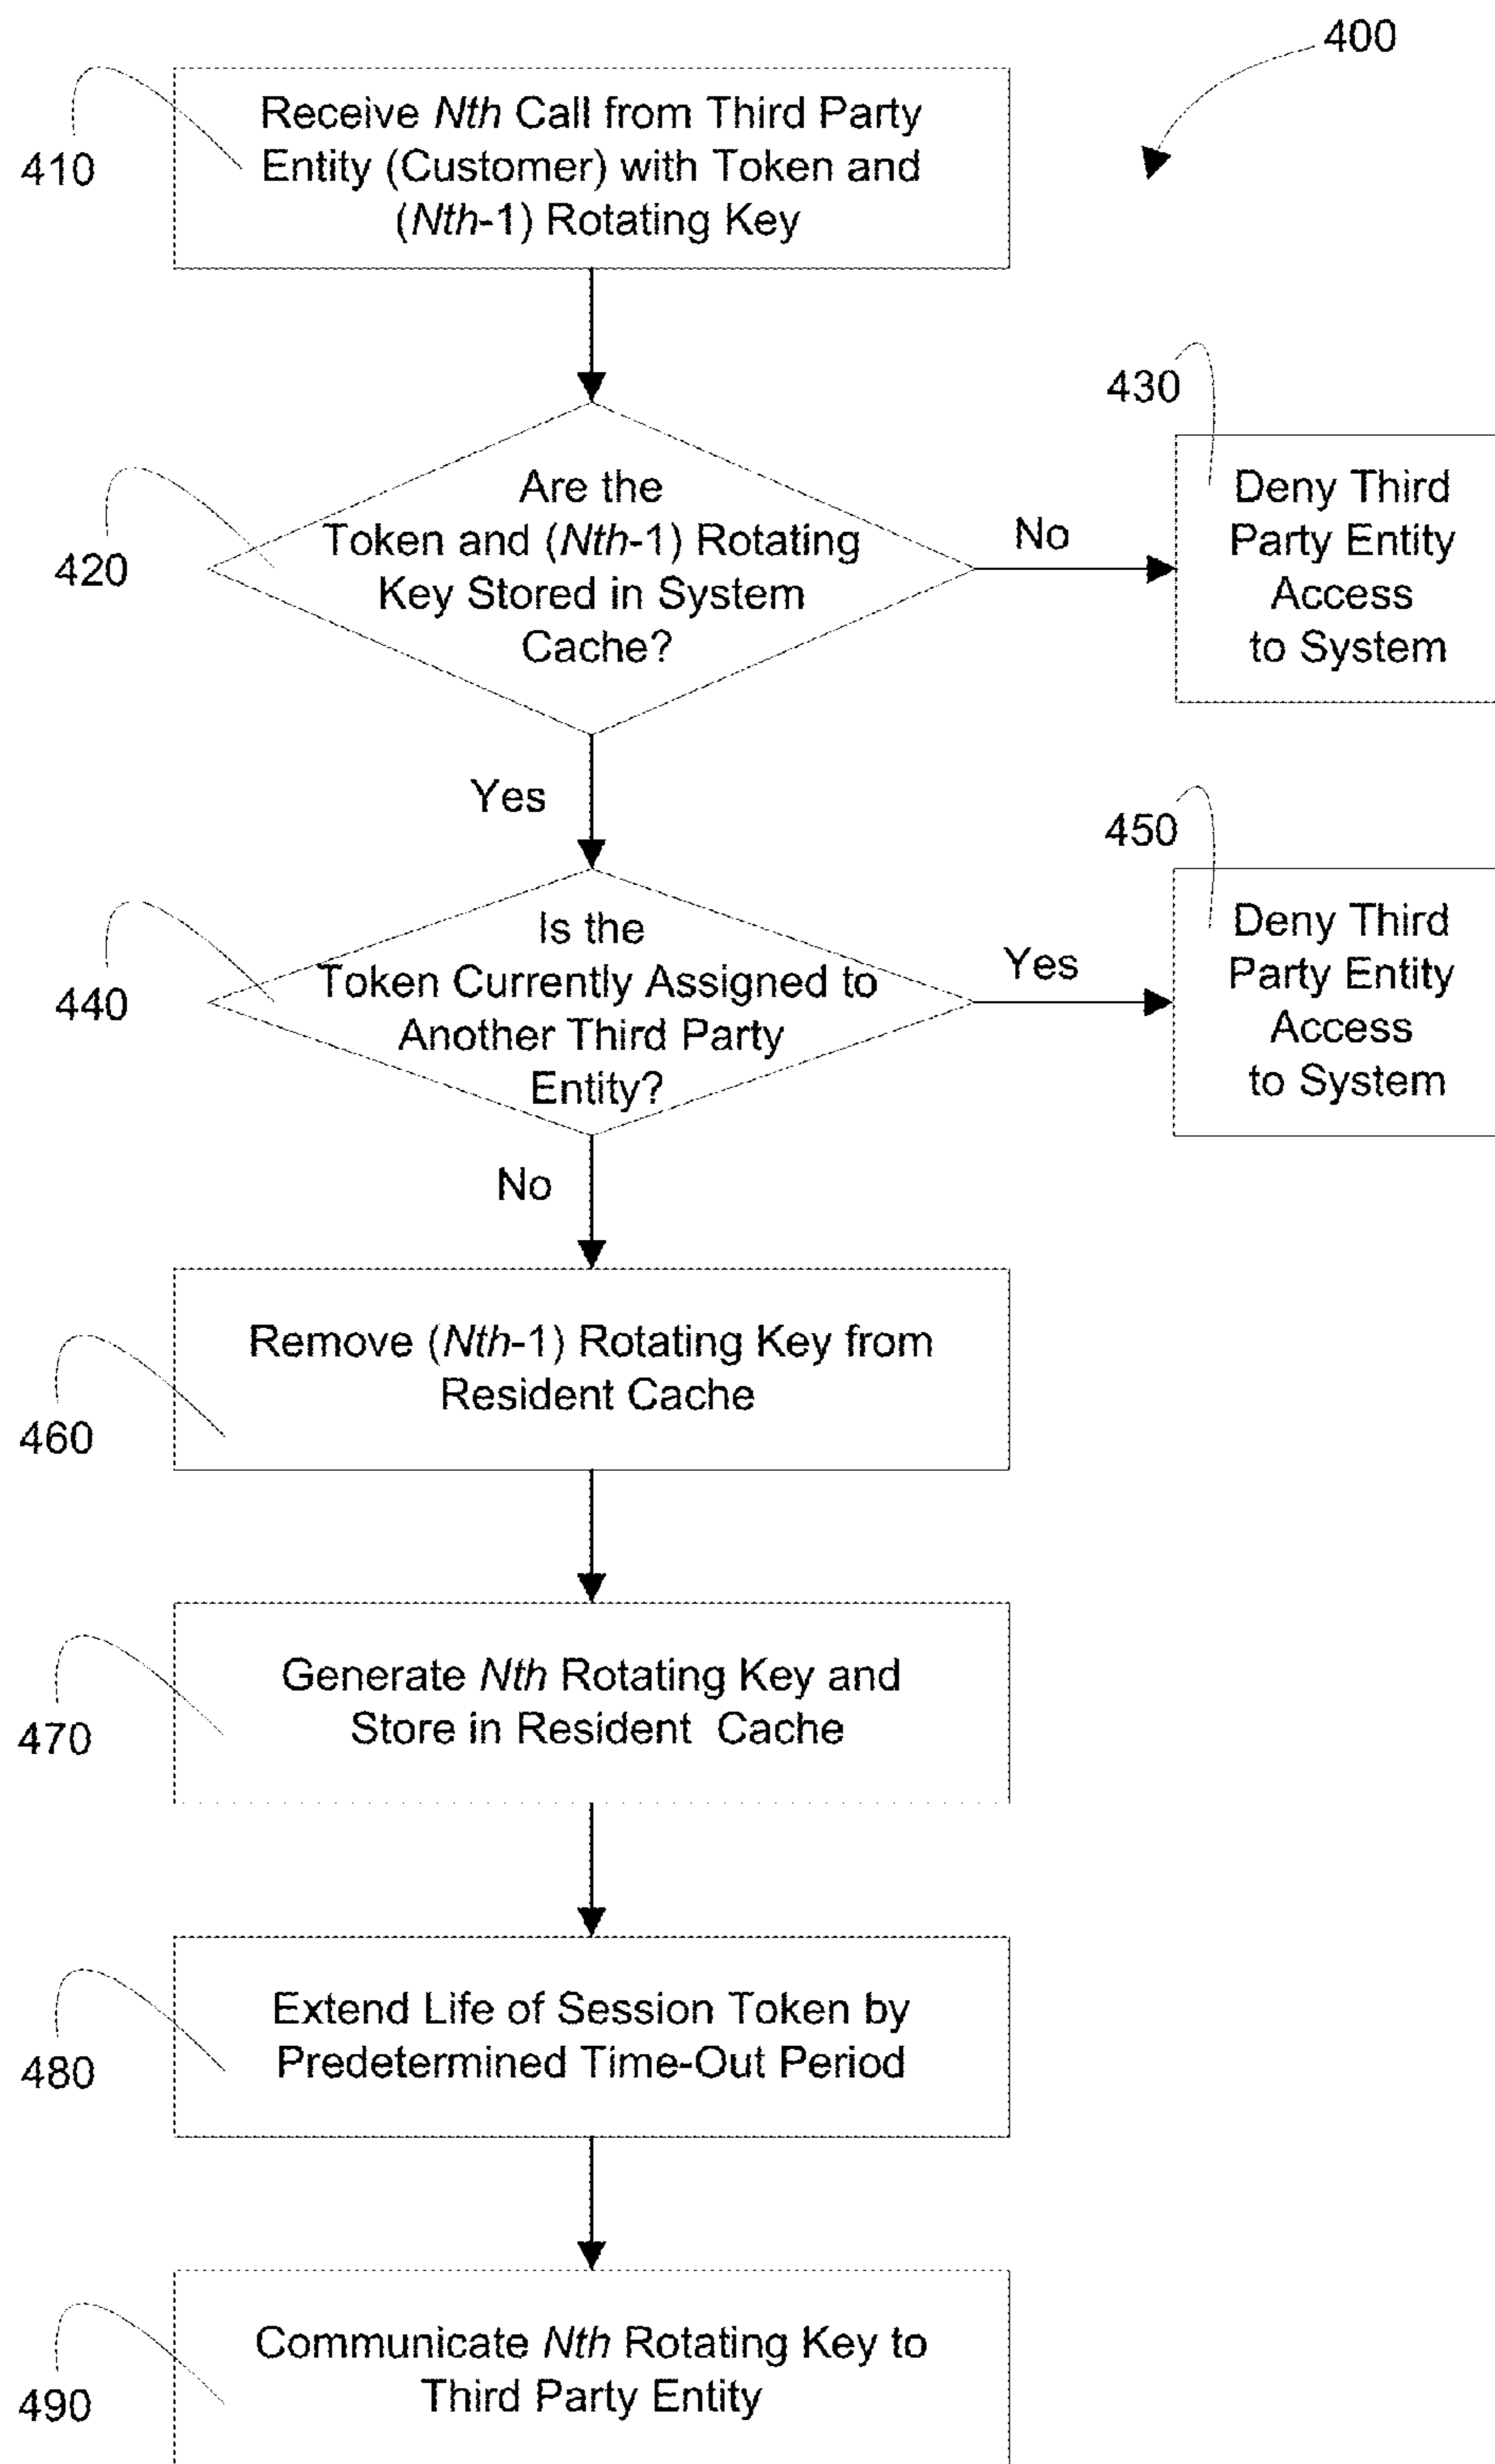 400
410
Receive Nth Call from Third Party
Entity (Customer) with Token and
(Nth-1) Rotating Key
420
Are the
Token and (Nth-1) Rotating
Key Stored in System
Cache?
No
430
Deny Third
Party Entity
Access
to System
Yes
440
Is the
Token Currently Assigned to
Another Third Party
Entity?
Yes
450
Deny Third
Party Entity
Access
to System
No
460
Remove (Nth-1) Rotating Key from
Resident Cache
470
Generate Nth Rotating Key and
Store in Resident Cache
480
Extend Life of Session Token by
Predetermined Time-Out Period
490
Communicate Nth Rotating Key to
Third Party Entity